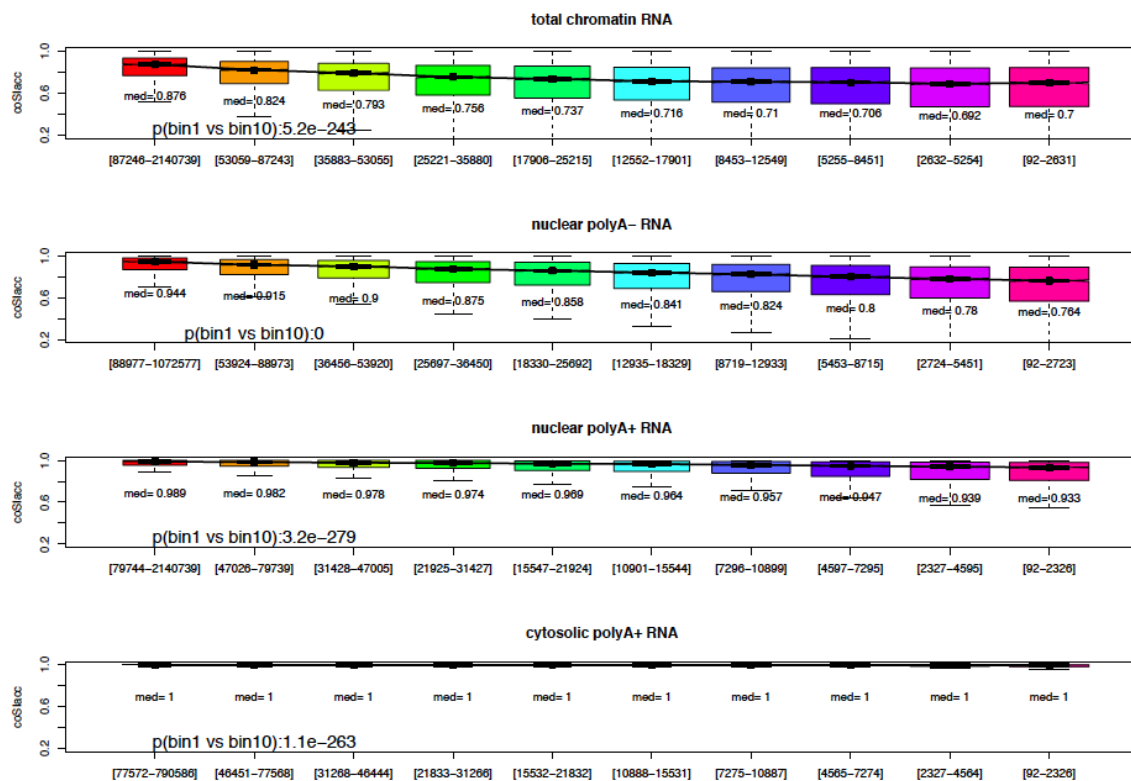 total chromatin RNA
coSIacc
1.0
0.6
0.2
med= 0.876 med= 0.824 med= 0.793 med= 0.756 med= 0.737 med= 0.716 med= 0.71 med= 0.706 med= 0.692 med= 0.7
p(bin1 vs bin10):5.2e−243
[87246−2140739] [53059−87243] [35883−53055] [25221−35880] [17906−25215] [12552−17901] [8453−12549] [5255−8451] [2632−5254] [92−2631]
nuclear polyA− RNA
coSIacc
1.0
0.6
0.2
med= 0.944 med= 0.915 med= 0.9 med= 0.875 med= 0.858 med= 0.841 med= 0.824 med= 0.8 med= 0.78 med= 0.764
p(bin1 vs bin10):0
[88977−1072577] [53924−88973] [36456−53920] [25697−36450] [18330−25692] [12935−18329] [8719−12933] [5453−8715] [2724−5451] [92−2723]
nuclear polyA+ RNA
coSIacc
1.0
0.6
0.2
med= 0.989 med= 0.982 med= 0.978 med= 0.974 med= 0.969 med= 0.964 med= 0.957 med= 0.947 med= 0.939 med= 0.933
p(bin1 vs bin10):3.2e−279
[79744−2140739] [47026−79739] [31428−47005] [21925−31427] [15547−21924] [10901−15544] [7296−10899] [4597−7295] [2327−4595] [92−2326]
cytosolic polyA+ RNA
coSIacc
1.0
0.6
0.2
med= 1 med= 1 med= 1 med= 1 med= 1 med= 1 med= 1 med= 1 med= 1 med= 1
p(bin1 vs bin10):1.1e−263
[77572−790586] [46451−77568] [31268−46444] [21833−31266] [15532−21832] [10888−15531] [7275−10887] [4565−7274] [2327−4564] [92−2326]